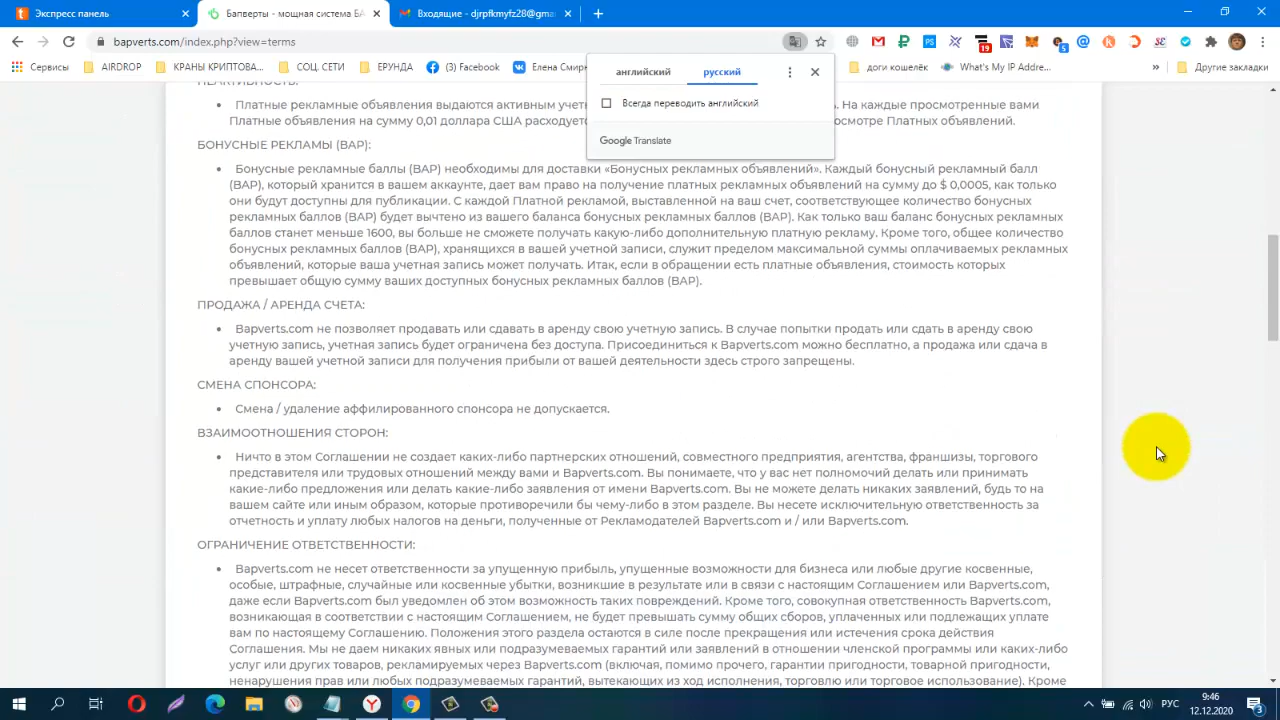 Экспресс панель
Бапверты - мощная система БА
Входящие - djrpfkmyfz28@gma
bapverts.com/index.php?view=terms
Сервисы
AIRDROP
КРАНЫ КРИПТОВА...
СОЦ. СЕТИ
ЕРУНДА
(3) Facebook
Елена Смирн
доги кошелёк
What's My IP Addre...
»
Другие закладки
английский
русский
Всегда переводить английский
Google Translate
НЕАКТИВНОСТЬ:
Платные рекламные объявления выдаются активным учет
. На каждые просмотренные вами
Платные объявления на сумму 0,01 доллара США расходуетс
осмотре Платных объявлений.
БОНУСНЫЕ РЕКЛАМЫ (BAP):
Бонусные рекламные баллы (BAP) необходимы для доставки «Бонусных рекламных объявлений». Каждый бонусный рекламный балл
(BAP), который хранится в вашем аккаунте, дает вам право на получение платных рекламных объявлений на сумму до $ 0,0005, как только
они будут доступны для публикации. С каждой Платной рекламой, выставленной на ваш счет, соответствующее количество бонусных
рекламных баллов (BAP) будет вычтено из вашего баланса бонусных рекламных баллов (BAP). Как только ваш баланс бонусных рекламных
баллов станет меньше 1600, вы больше не сможете получать какую-либо дополнительную платную рекламу. Кроме того, общее количество
бонусных рекламных баллов (BAP), хранящихся в вашей учетной записи, служит пределом максимальной суммы оплачиваемых рекламных
объявлений, которые ваша учетная запись может получать. Итак, если в обращении есть платные объявления, стоимость которых
превышает общую сумму ваших доступных бонусных рекламных баллов (BAP).
ПРОДАЖА / АРЕНДА СЧЕТА:
Bapverts.com не позволяет продавать или сдавать в аренду свою учетную запись. В случае попытки продать или сдать в аренду свою
учетную запись, учетная запись будет ограничена без доступа. Присоединиться к Bapverts.com можно бесплатно, а продажа или сдача в
аренду вашей учетной записи для получения прибыли от вашей деятельности здесь строго запрещены.
СМЕНА СПОНСОРА:
Смена / удаление аффилированного спонсора не допускается.
ВЗАИМООТНОШЕНИЯ СТОРОН:
Ничто в этом Соглашении не создает каких-либо партнерских отношений, совместного предприятия, агентства, франшизы, торгового
представителя или трудовых отношений между вами и Bapverts.com. Вы понимаете, что у вас нет полномочий делать или принимать
какие-либо предложения или делать какие-либо заявления от имени Bapverts.com. Вы не можете делать никаких заявлений, будь то на
вашем сайте или иным образом, которые противоречили бы чему-либо в этом разделе. Вы несете исключительную ответственность за
отчетность и уплату любых налогов на деньги, полученные от Рекламодателей Bapverts.com и / или Bapverts.com.
ОГРАНИЧЕНИЕ ОТВЕТСТВЕННОСТИ:
Bapverts.com не несет ответственности за упущенную прибыль, упущенные возможности для бизнеса или любые другие косвенные,
особые, штрафные, случайные или косвенные убытки, возникшие в результате или в связи с настоящим Соглашением или Bapverts.com,
даже если Bapverts.com был уведомлен об этом возможность таких повреждений. Кроме того, совокупная ответственность Bapverts.com,
возникающая в соответствии с настоящим Соглашением, не будет превышать сумму общих сборов, уплаченных или подлежащих уплате
вам по настоящему Соглашению. Положения этого раздела остаются в силе после прекращения или истечения срока действия
Соглашения. Мы не даем никаких явных или подразумеваемых гарантий или заявлений в отношении членской программы или каких-либо
услуг или других товаров, рекламируемых через Bapverts.com (включая, помимо прочего, гарантии пригодности, товарной пригодности,
ненарушения прав или любых подразумеваемых гарантий, вытекающих из ход исполнения, торговлю или торговое использование). Кроме
РУС
9:46
12.12.2020